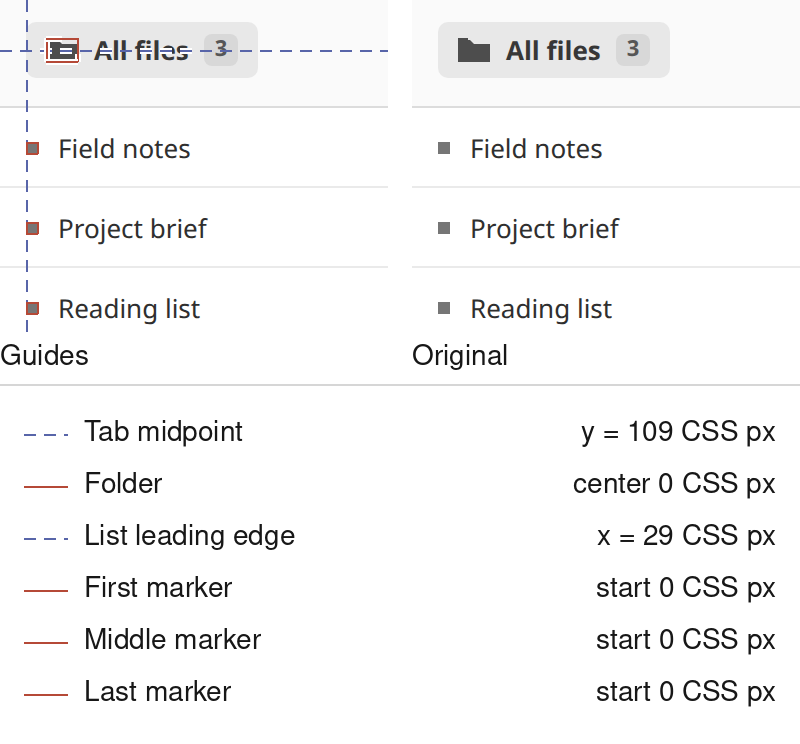 All files 3
Field notes
Project brief
Reading list
Guides
All files 3
Field notes
Project brief
Reading list
Original
Tab midpoint y = 109 CSS px
Folder center 0 CSS px
List leading edge x = 29 CSS px
First marker start 0 CSS px
Middle marker start 0 CSS px
Last marker start 0 CSS px